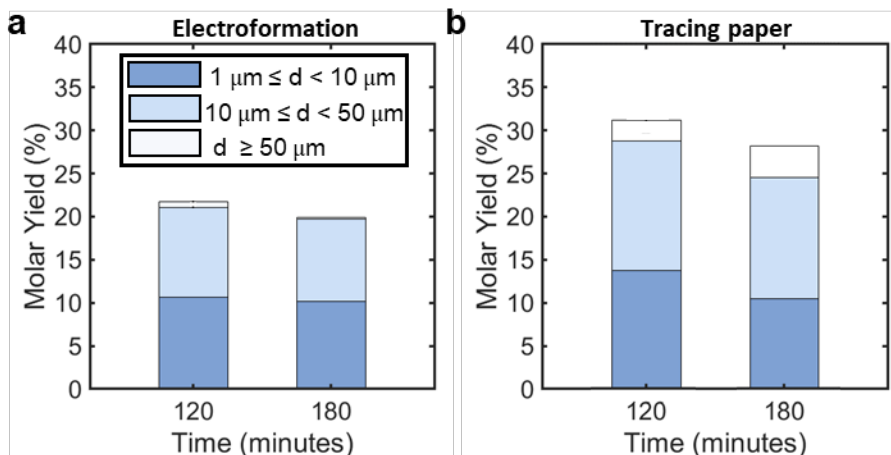 a
Electroformation
40
35
30
25
20
15
10
5
0
Molar Yield (%)
1 μm ≤ d < 10 μm
10 μm ≤ d < 50 μm
d ≥ 50 μm
120
180
Time (minutes)
b
Tracing paper
40
35
30
25
20
15
10
5
0
Molar Yield (%)
120
180
Time (minutes)